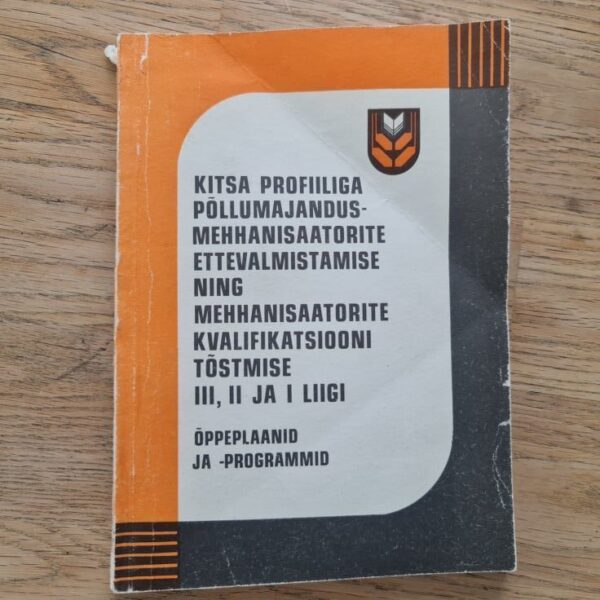 KITSA PROFIILIGA
PÕLLUMAJANDUS-
MEHHANISAATORITE
ETTEVALMISTAMISE
NING
MEHHANISAATORITE
KVALIFIKATSIOONI
TÕSTMISE
III, II JA I LIIGI
ÕPPEPLAANID
JA -PROGRAMMID